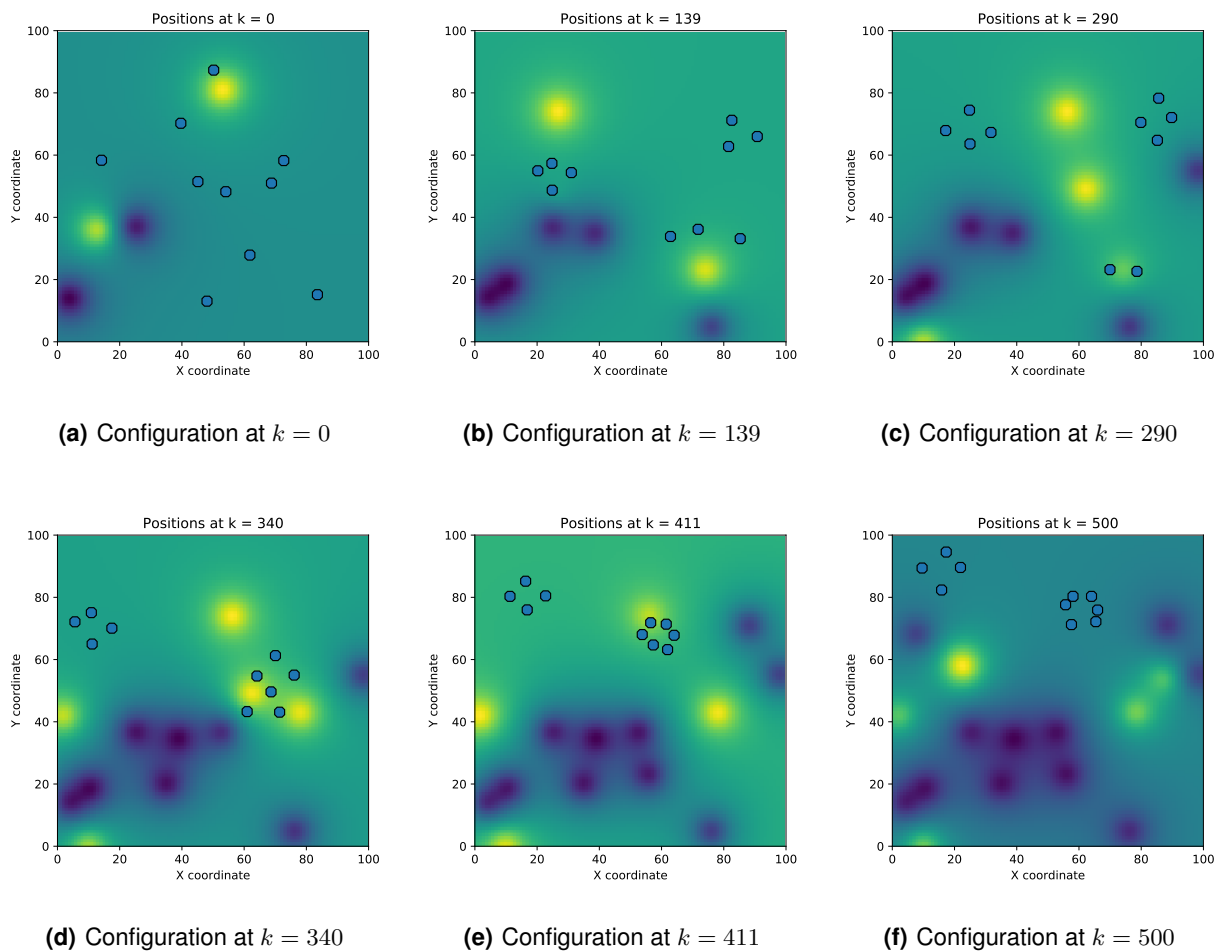 Positions at k = 0
100
80
60
40
20
0
Y coordinate
0 20 40 60 80 100
X coordinate
(a) Configuration at k = 0
Positions at k = 139
100
80
60
40
20
0
Y coordinate
0 20 40 60 80 100
X coordinate
(b) Configuration at k = 139
Positions at k = 290
100
80
60
40
20
0
Y coordinate
0 20 40 60 80 100
X coordinate
(c) Configuration at k = 290
Positions at k = 340
100
80
60
40
20
0
Y coordinate
0 20 40 60 80 100
X coordinate
(d) Configuration at k = 340
Positions at k = 411
100
80
60
40
20
0
Y coordinate
0 20 40 60 80 100
X coordinate
(e) Configuration at k = 411
Positions at k = 500
100
80
60
40
20
0
Y coordinate
0 20 40 60 80 100
X coordinate
(f) Configuration at k = 500